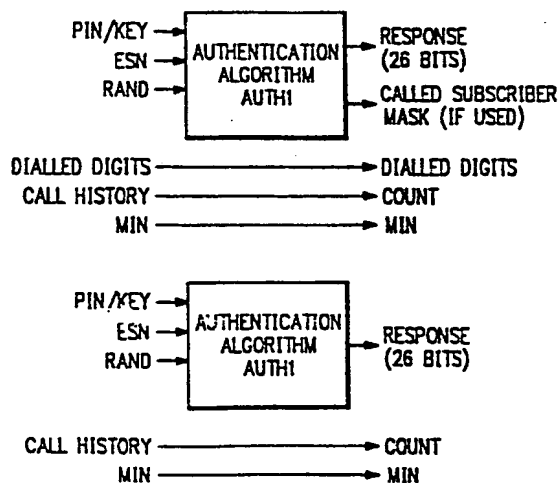 PIN/KEY
ESN
RAND
AUTHENTICATION
ALGORITHM
AUTH1
RESPONSE
(26 BITS)
CALLED SUBSCRIBER
MASK (IF USED)
DIALLED DIGITS
DIALLED DIGITS
CALL HISTORY
COUNT
MIN
MIN
PIN/KEY
ESN
RAND
AUTHENTICATION
ALGORITHM
AUTH1
RESPONSE
(26 BITS)
CALL HISTORY
COUNT
MIN
MIN